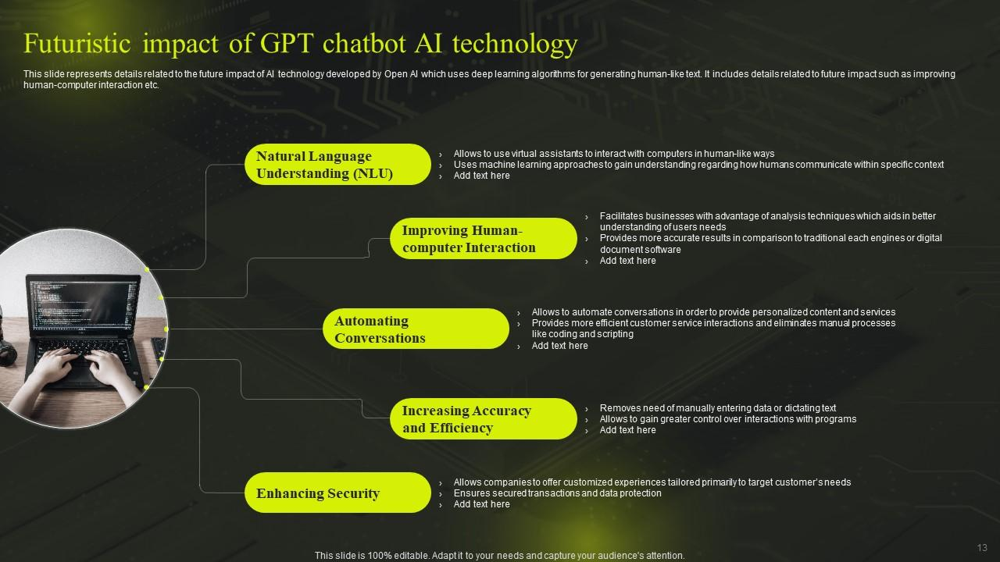 Futuristic impact of GPT chatbot AI technology
This slide represents details related to the future impact of AI technology developed by Open AI which uses deep learning algorithms for generating human-like text. It includes details related to future impact such as improving
human-computer interaction etc.
Natural Language
Understanding (NLU)
› Allows to use virtual assistants to interact with computers in human-like ways
› Uses machine learning approaches to gain understanding regarding how humans communicate within specific context
› Add text here
Improving Human-
computer Interaction
› Facilitates businesses with advantage of analysis techniques which aids in better
understanding of users needs
› Provides more accurate results in comparison to traditional each engines or digital
document software
› Add text here
Automating
Conversations
› Allows to automate conversations in order to provide personalized content and services
› Provides more efficient customer service interactions and eliminates manual processes
like coding and scripting
› Add text here
Increasing Accuracy
and Efficiency
› Removes need of manually entering data or dictating text
› Allows to gain greater control over interactions with programs
› Add text here
Enhancing Security
› Allows companies to offer customized experiences tailored primarily to target customer's needs
› Ensures secured transactions and data protection
› Add text here
This slide is 100% editable. Adapt it to your needs and capture your audience's attention.
13